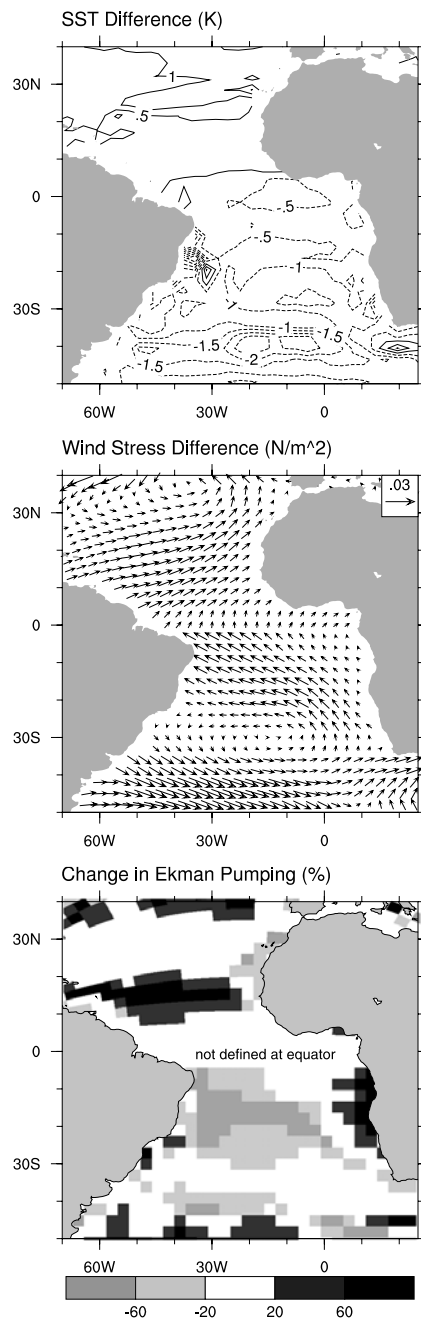 SST Difference (K)
30N
0
30S
60W 30W 0
1
.5
-.5
-.5
-1
-1
-1.5
-1.5
-2
-1.5
Wind Stress Difference (N/m^2)
.03
30N
0
30S
60W 30W 0
Change in Ekman Pumping (%)
30N
0
30S
not defined at equator
60W 30W 0
-60 -20 20 60